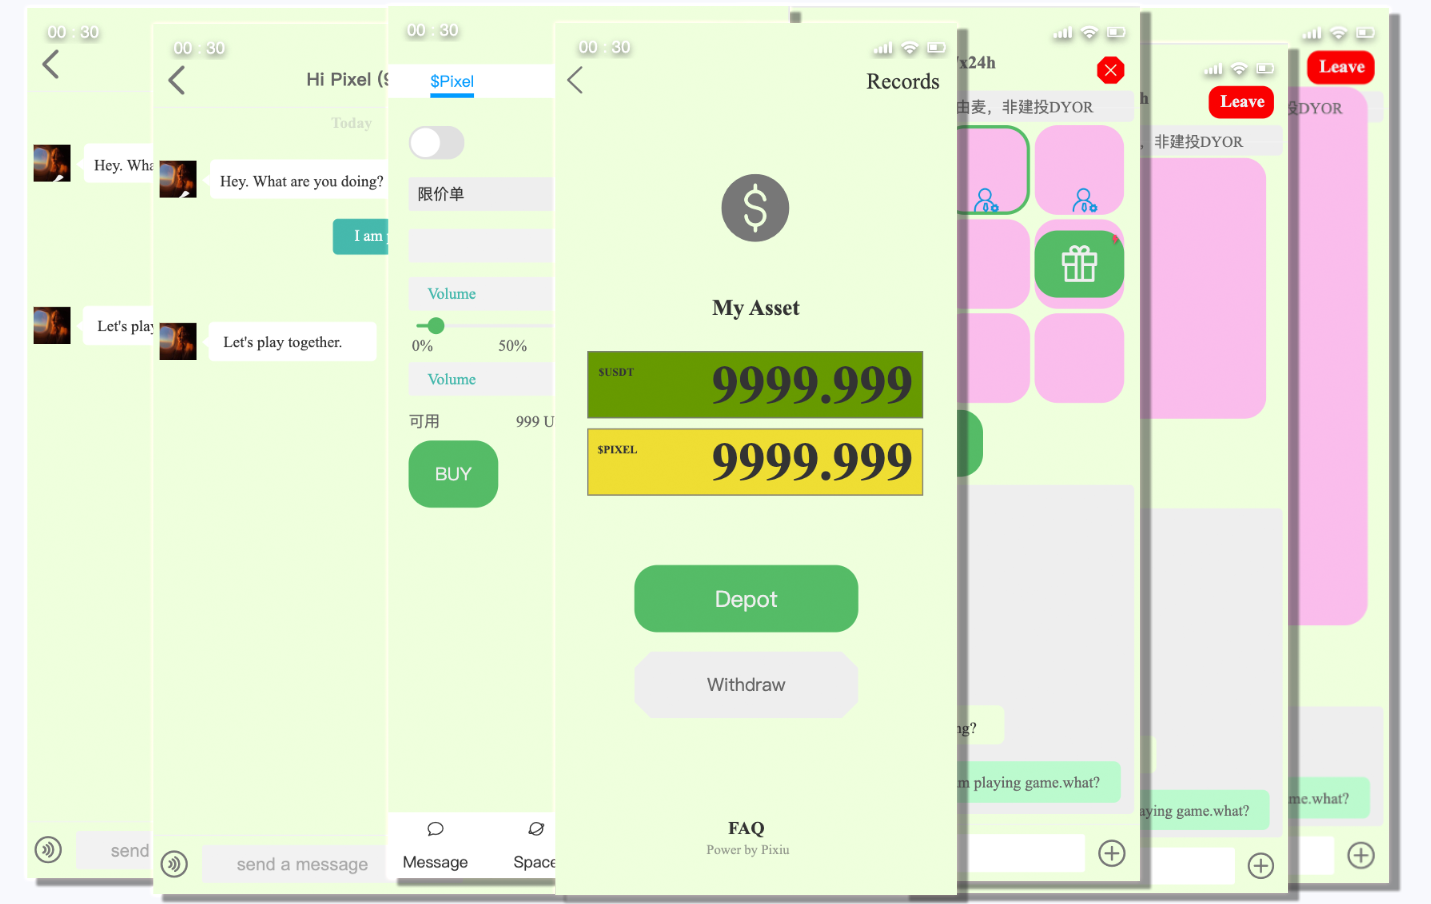 00 : 30
Hey. Wha
Let's play
send
00 : 30
Hi Pixel (9
Today
Hey. What are you doing?
I am
Let's play together.
send a message
00 : 30
$Pixel
限价单
Volume
0% 50%
Volume
可用 999 U
BUY
Message Space
00 : 30
Records
My Asset
$USDT 9999.999
$PIXEL 9999.999
Depot
Withdraw
FAQ
Power by Pixiu
x24h
由麦，非建投DYOR
ng?
m playing game.what?
h
Leave
，非建投DYOR
aying game.what?
Leave
投DYOR
me.what?